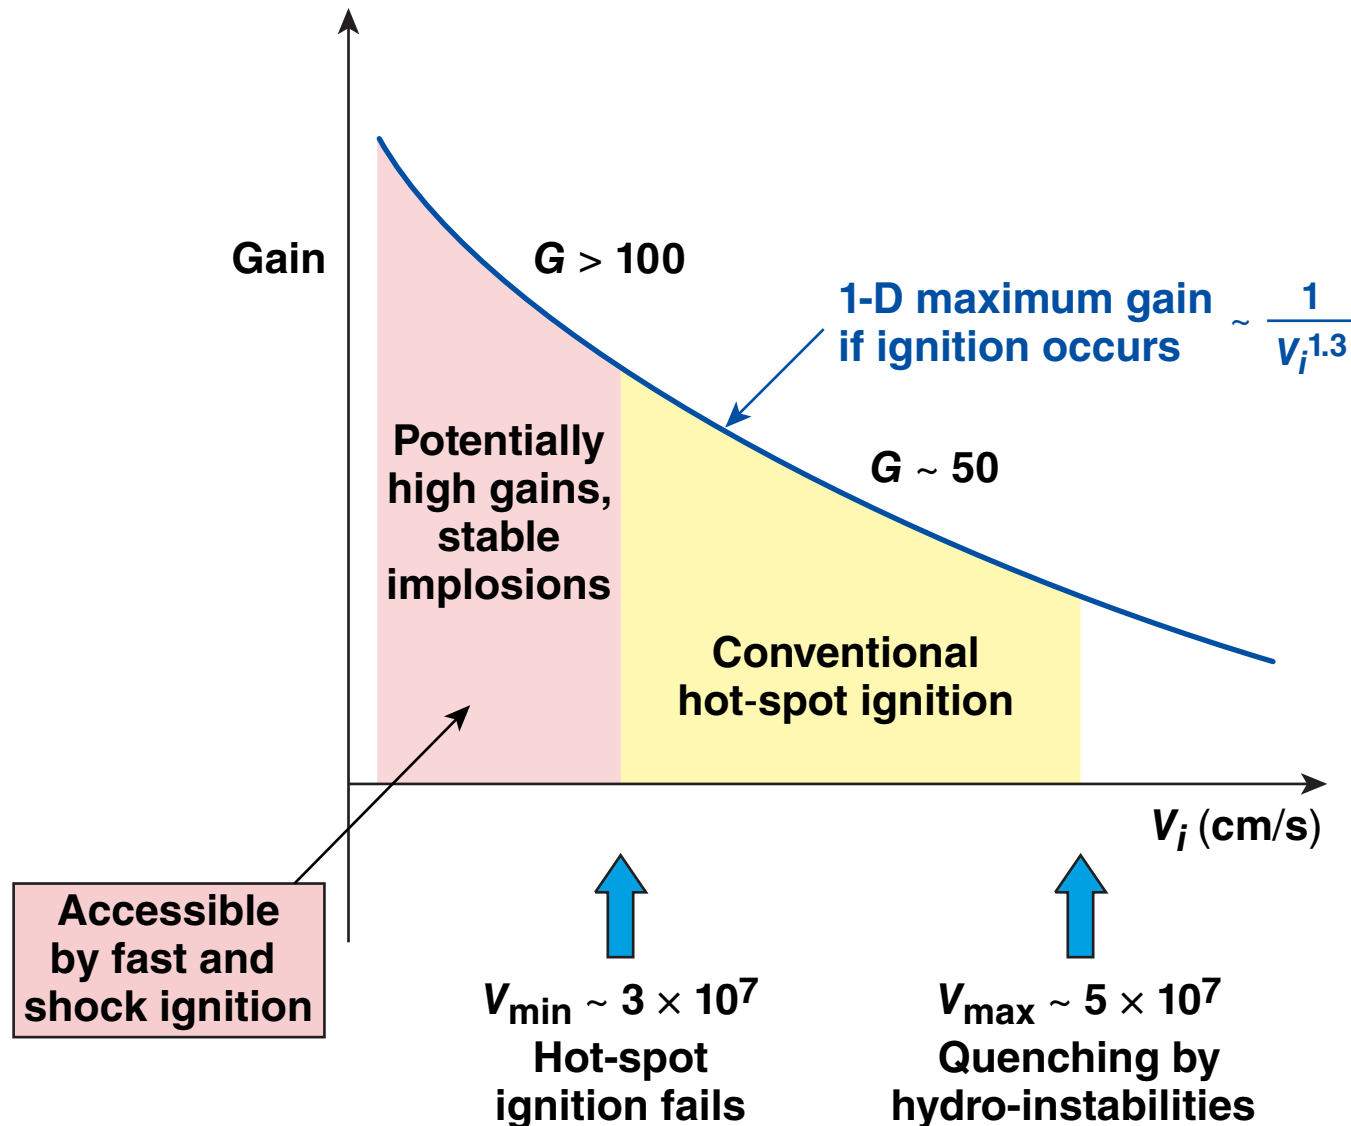 Gain
G > 100
1-D maximum gain
if ignition occurs ~ 1 / V_i^1.3
G ~ 50
Potentially
high gains,
stable
implosions
Conventional
hot-spot ignition
V_i (cm/s)
Accessible
by fast and
shock ignition
V_min ~ 3 × 10^7
Hot-spot
ignition fails
V_max ~ 5 × 10^7
Quenching by
hydro-instabilities